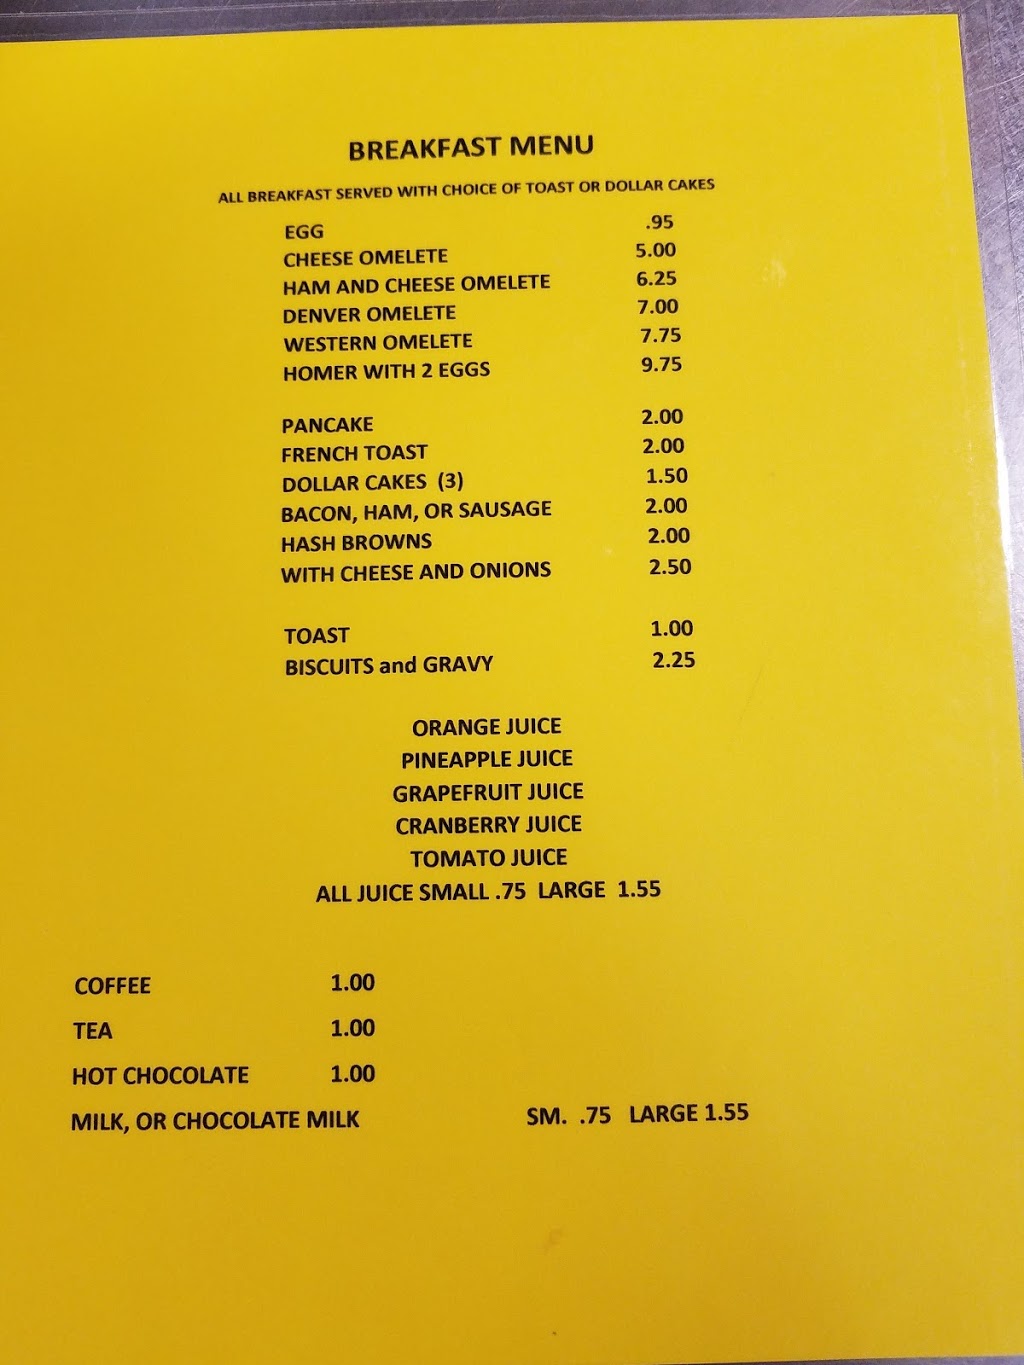 BREAKFAST MENU
ALL BREAKFAST SERVED WITH CHOICE OF TOAST OR DOLLAR CAKES
EGG .95
CHEESE OMELETE 5.00
HAM AND CHEESE OMELETE 6.25
DENVER OMELETE 7.00
WESTERN OMELETE 7.75
HOMER WITH 2 EGGS 9.75
PANCAKE 2.00
FRENCH TOAST 2.00
DOLLAR CAKES (3) 1.50
BACON, HAM, OR SAUSAGE 2.00
HASH BROWNS 2.00
WITH CHEESE AND ONIONS 2.50
TOAST 1.00
BISCUITS and GRAVY 2.25
ORANGE JUICE
PINEAPPLE JUICE
GRAPEFRUIT JUICE
CRANBERRY JUICE
TOMATO JUICE
ALL JUICE SMALL .75 LARGE 1.55
COFFEE 1.00
TEA 1.00
HOT CHOCOLATE 1.00
MILK, OR CHOCOLATE MILK SM. .75 LARGE 1.55